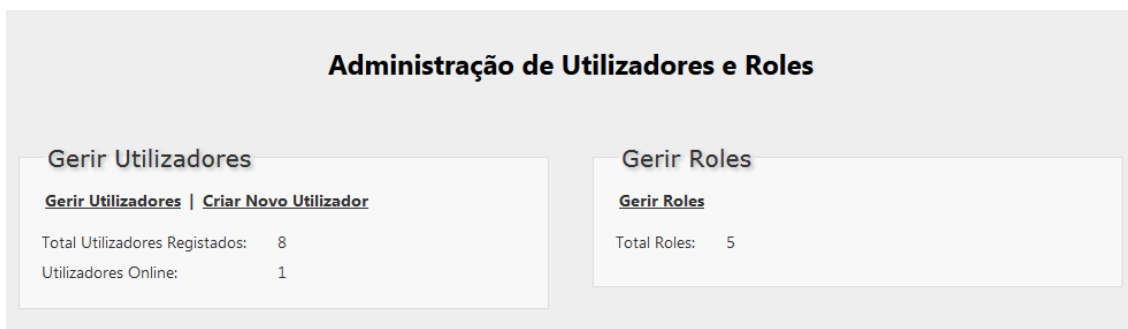 Administração de Utilizadores e Roles
Gerir Utilizadores
Gerir Utilizadores | Criar Novo Utilizador
Total Utilizadores Registados: 8
Utilizadores Online: 1
Gerir Roles
Gerir Roles
Total Roles: 5